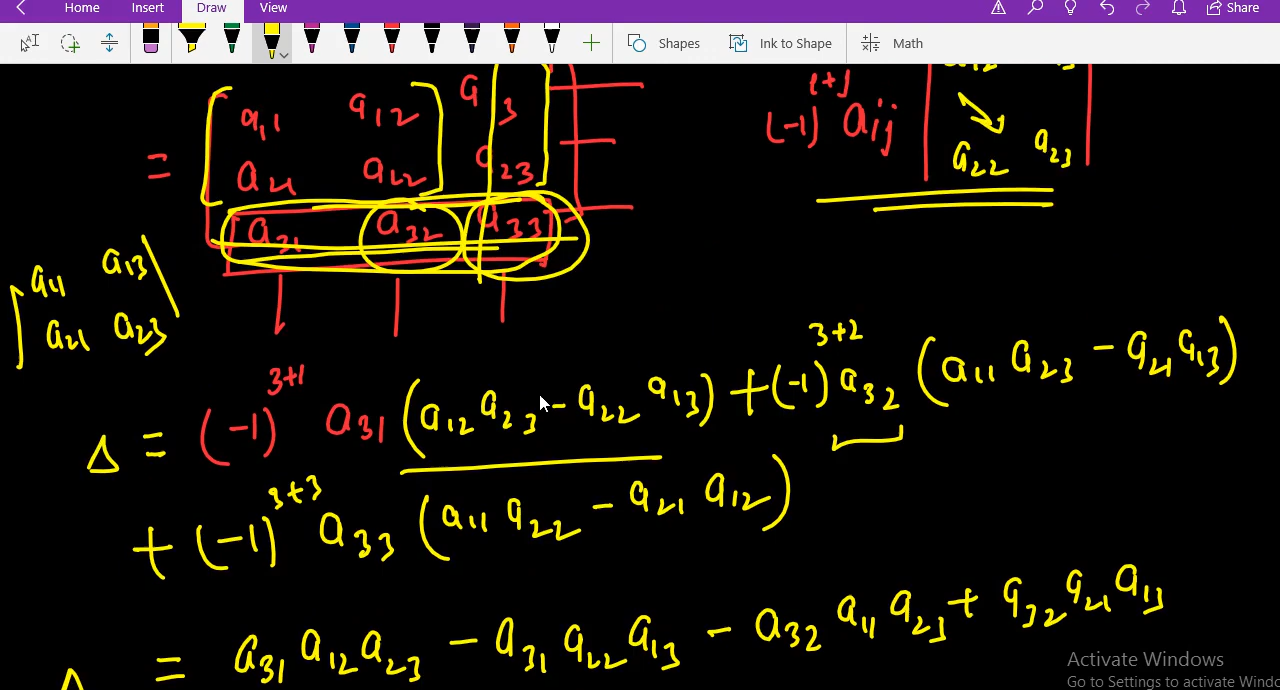 Home Insert Draw View Share
Shapes Ink to Shape Math
a11 a12 a 3
a21 a22 a23
= a31 a32 a33
(-1)^i+j aij
a22 a23
a11 a13
a21 a23
Δ = (-1)^3+1 a31 (a12 a23 - a22 a13) + (-1)^3+2 a32 (a11 a23 - a21 a13)
+ (-1)^3+3 a33 (a11 a22 - a21 a12)
= a31 a12 a23 - a31 a22 a13 - a32 a11 a23 + a32 a21 a13
Activate Windows
Go to Settings to activate Windo